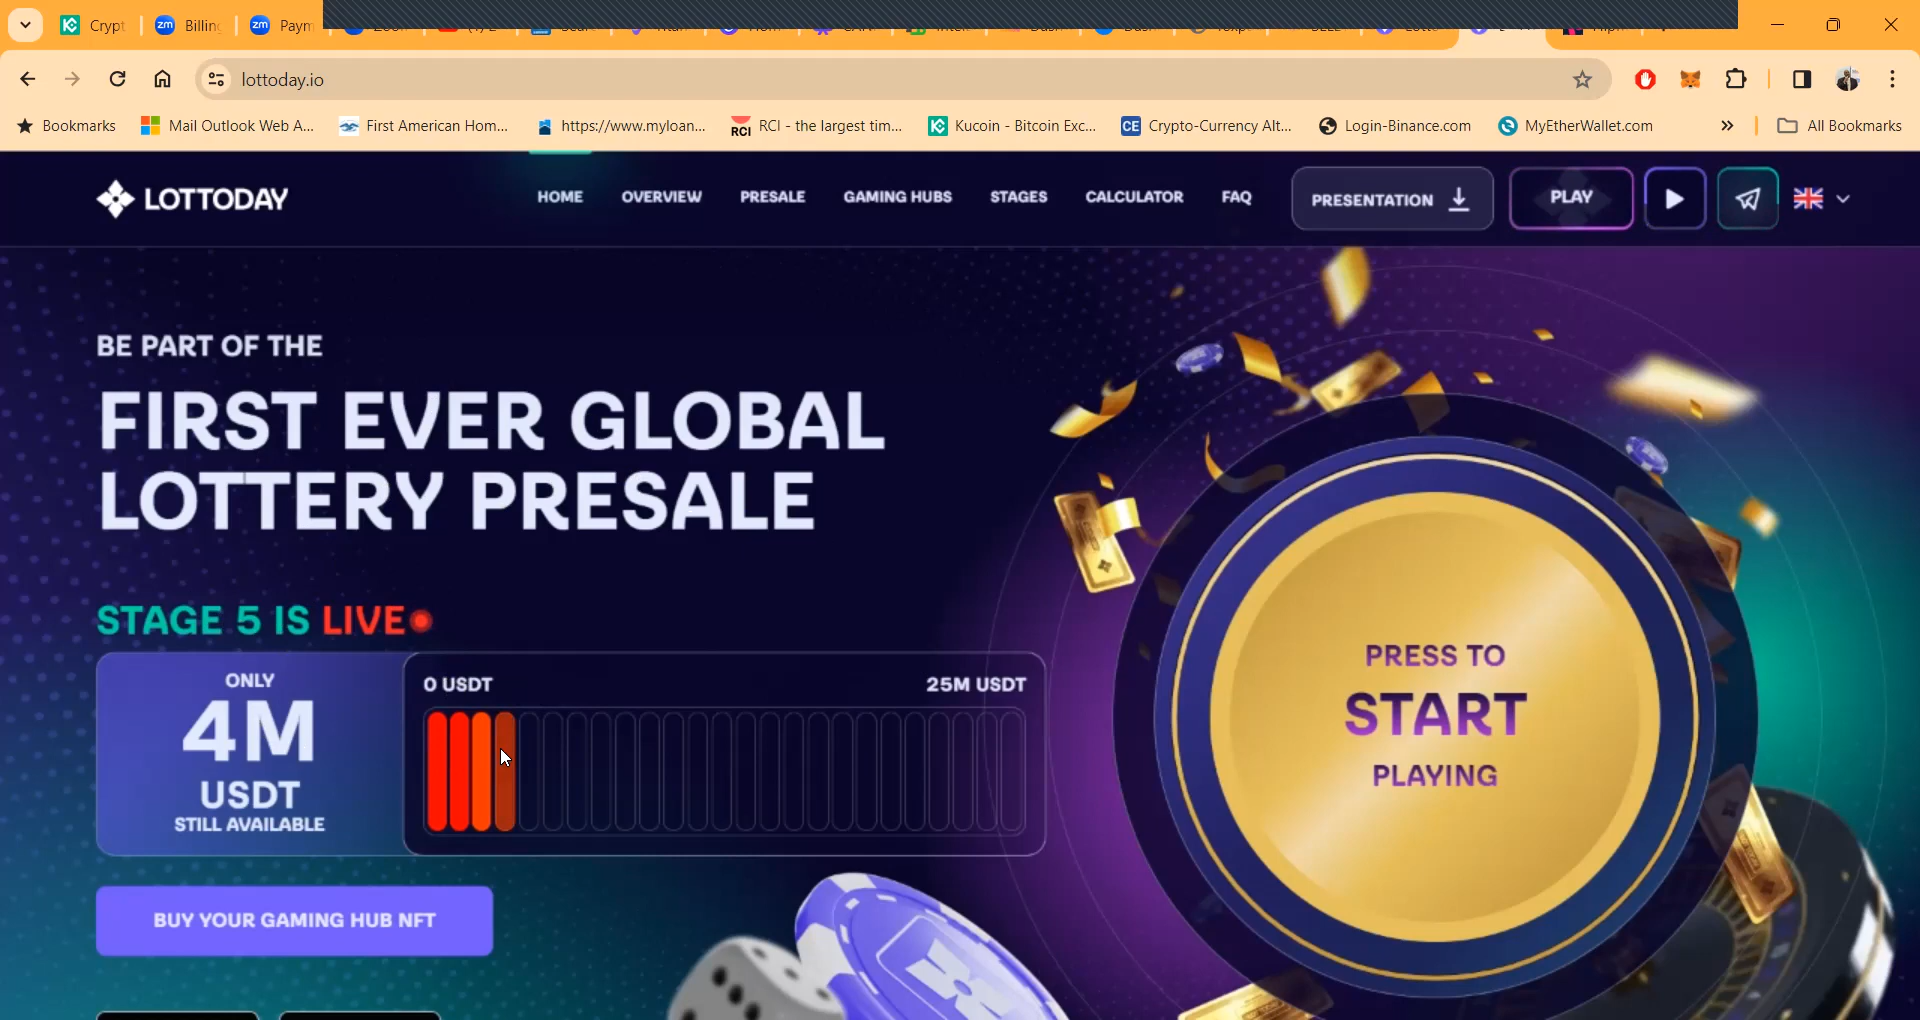 Crypt
Billing
Paym
lottoday.io
Bookmarks
Mail Outlook Web A...
First American Hom...
https://www.myloan...
RCI - the largest tim...
Kucoin - Bitcoin Exc...
Crypto-Currency Alt...
Login-Binance.com
MyEtherWallet.com
All Bookmarks
LOTTODAY
HOME
OVERVIEW
PRESALE
GAMING HUBS
STAGES
CALCULATOR
FAQ
PRESENTATION
PLAY
BE PART OF THE
FIRST EVER GLOBAL
LOTTERY PRESALE
STAGE 5 IS LIVE
ONLY
4M
USDT
STILL AVAILABLE
0 USDT
25M USDT
PRESS TO
START
PLAYING
BUY YOUR GAMING HUB NFT